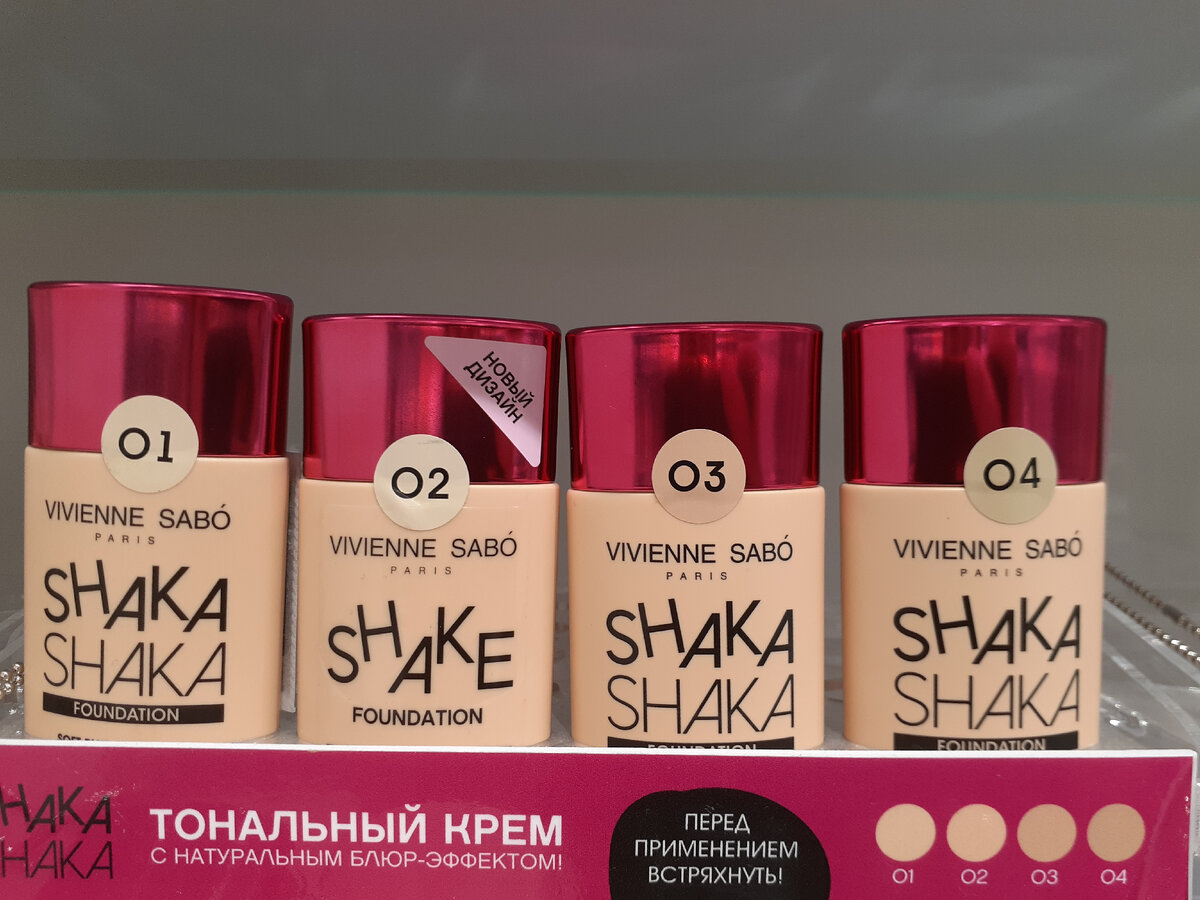 01
VIVIENNE SABÓ
PARIS
SHAKA
SHAKA
FOUNDATION
НОВЫЙ
ДИЗАЙН
02
VIVIENNE SABÓ
PARIS
SHAKE
FOUNDATION
03
VIVIENNE SABÓ
PARIS
SHAKA
SHAKA
FOUNDATION
04
VIVIENNE SABÓ
PARIS
SHAKA
SHAKA
FOUNDATION
HAKA
HAKA
ТОНАЛЬНЫЙ КРЕМ
С НАТУРАЛЬНЫМ БЛЮР-ЭФФЕКТОМ!
ПЕРЕД
ПРИМЕНЕНИЕМ
ВСТРЯХНУТЬ!
01 02 03 04